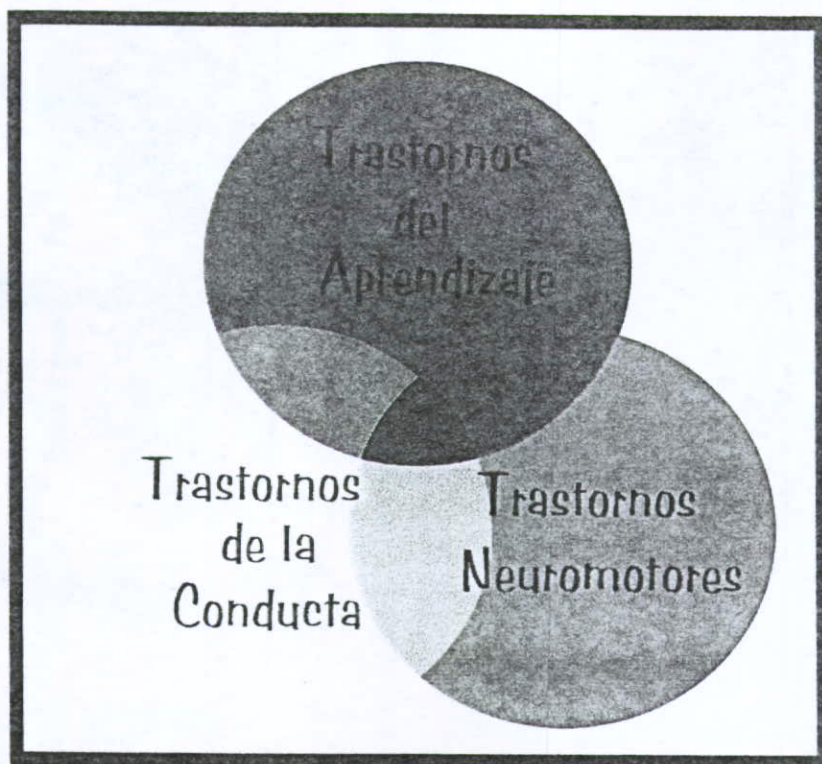 Trastornos
del
Aprendizaje
Trastornos
de la
Conducta
Trastornos
Neuromotores